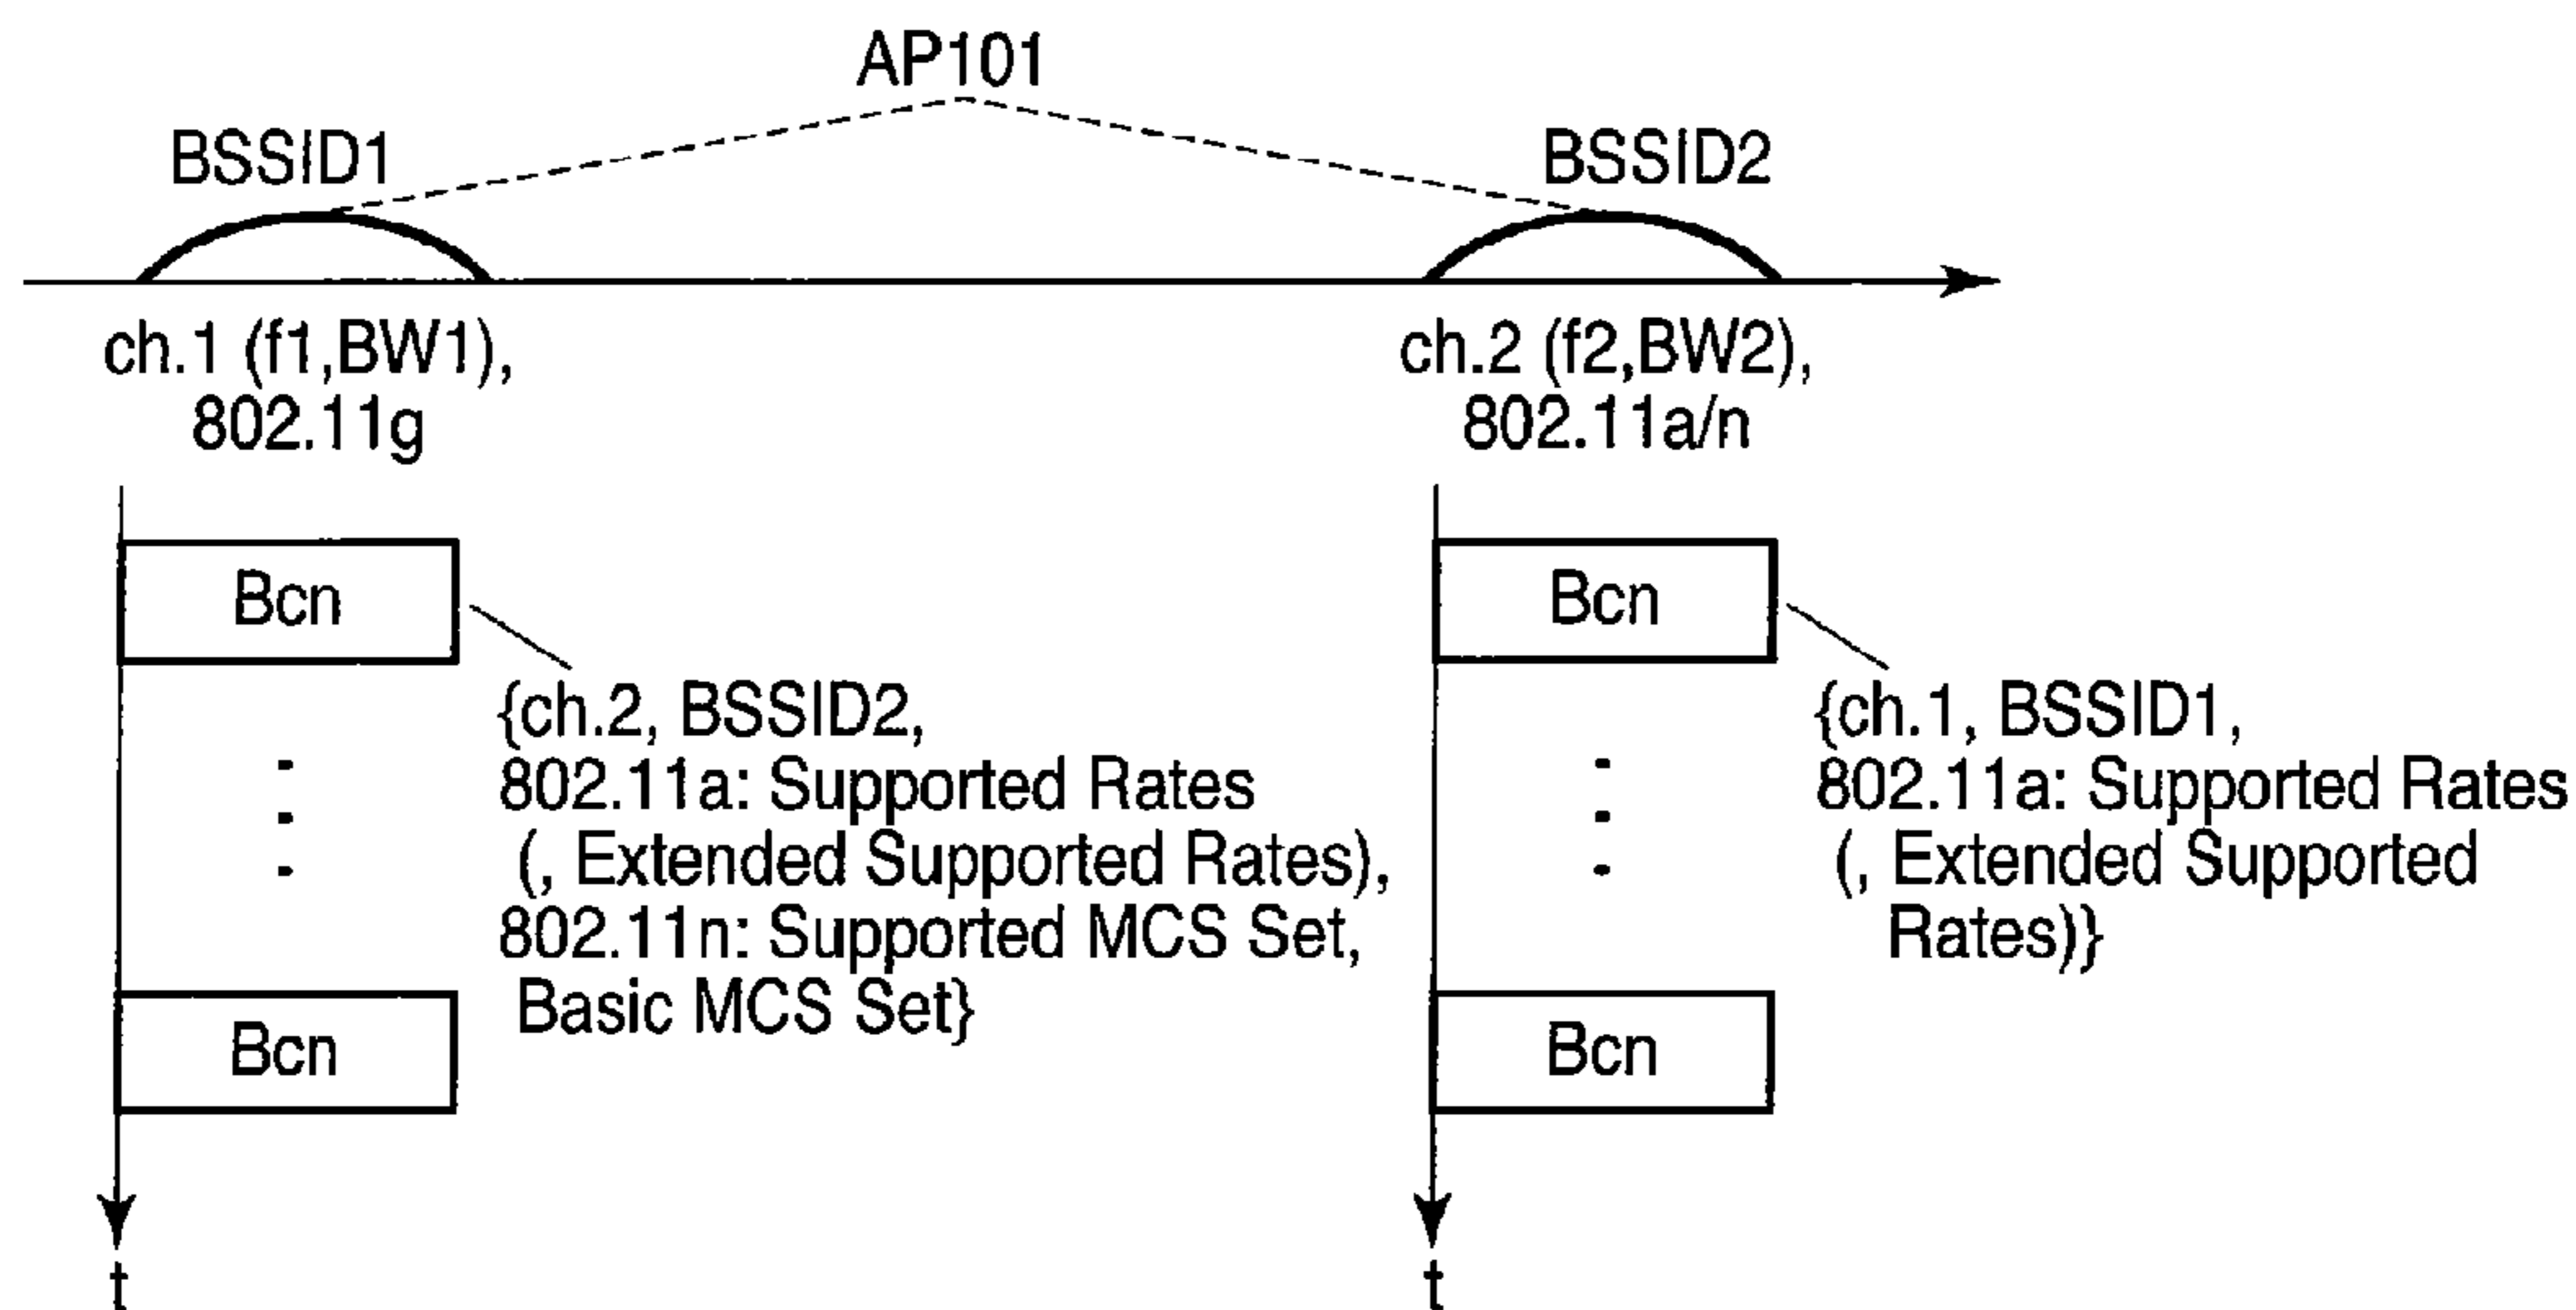 AP101
BSSID1
BSSID2
ch.1 (f1,BW1),
802.11g
ch.2 (f2,BW2),
802.11a/n
Bcn
{ch.2, BSSID2,
802.11a: Supported Rates
(, Extended Supported Rates),
802.11n: Supported MCS Set,
Basic MCS Set}
Bcn
t
Bcn
{ch.1, BSSID1,
802.11a: Supported Rates
(, Extended Supported
Rates)}
Bcn
t